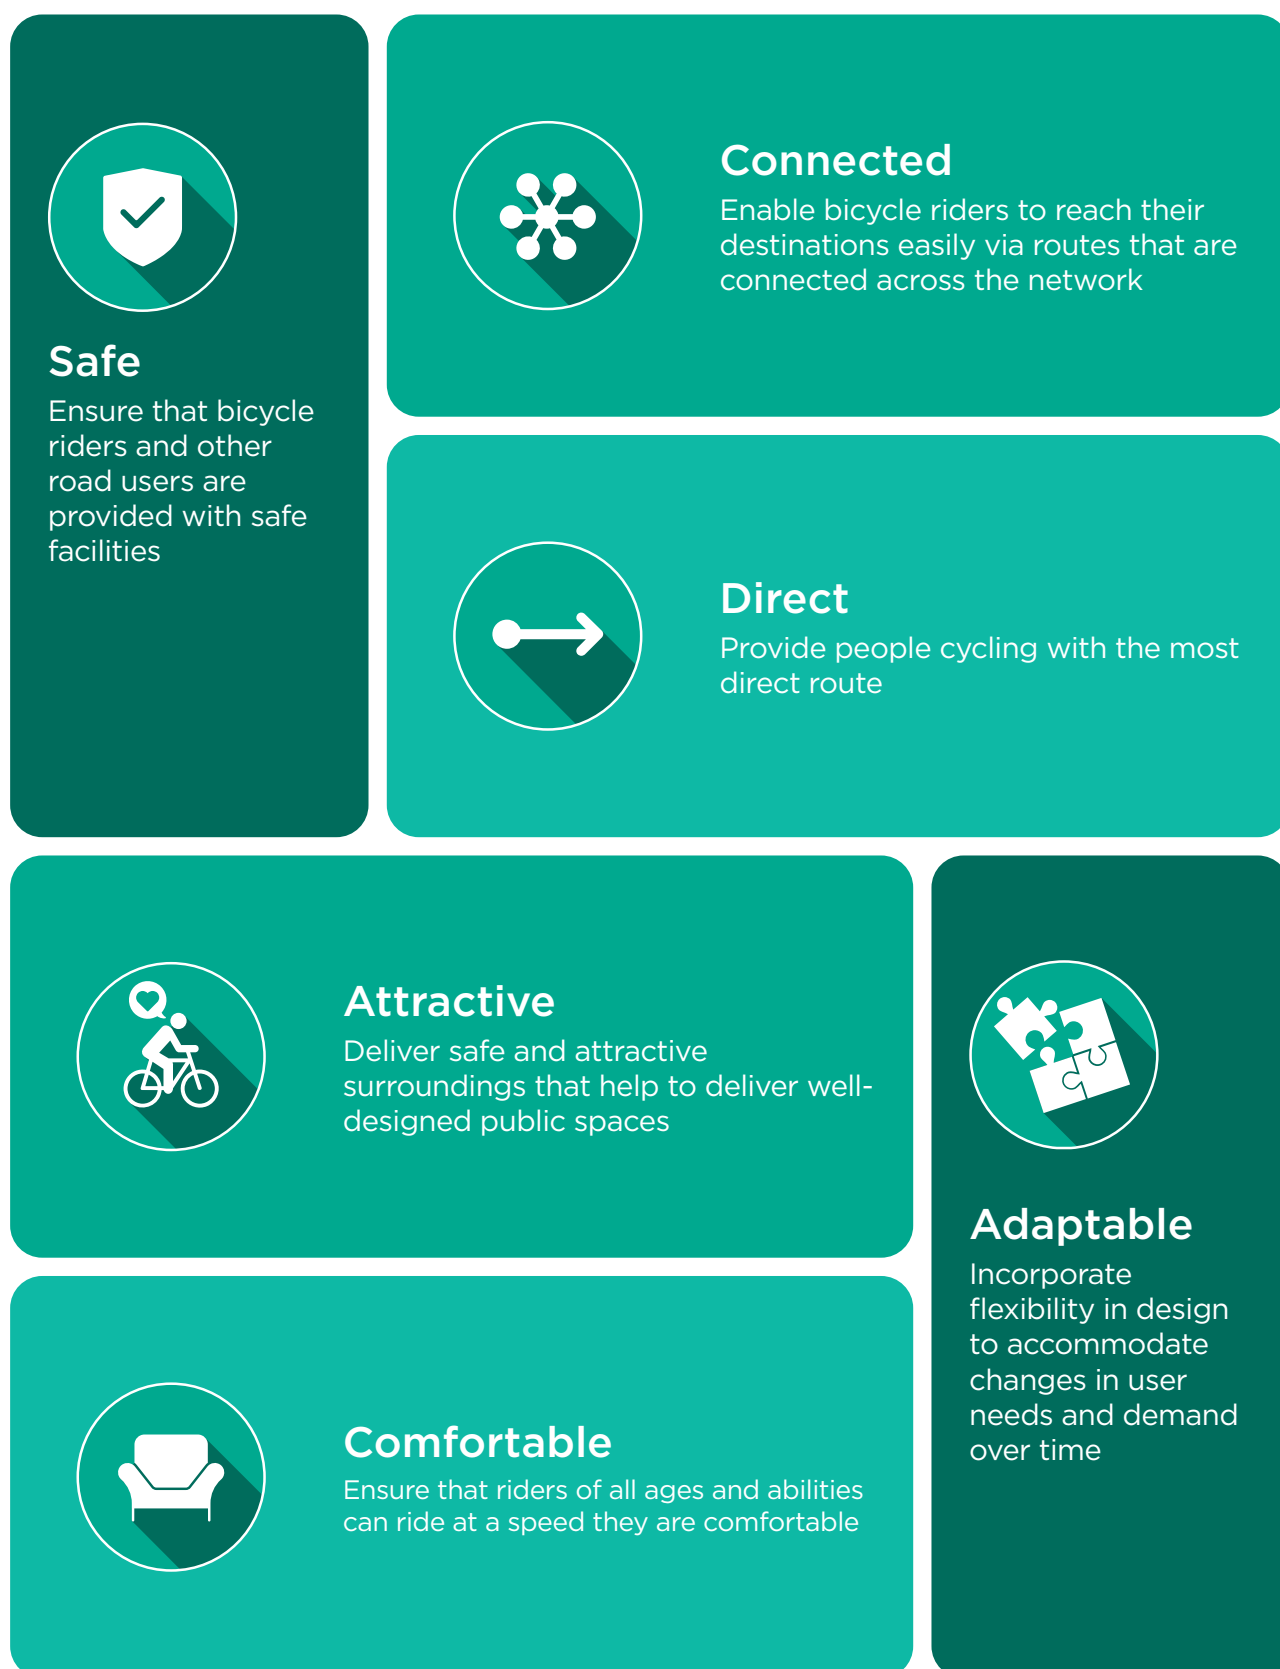 Safe
Ensure that bicycle
riders and other
road users are
provided with safe
facilities
Connected
Enable bicycle riders to reach their
destinations easily via routes that are
connected across the network
Direct
Provide people cycling with the most
direct route
Attractive
Deliver safe and attractive
surroundings that help to deliver well-
designed public spaces
Comfortable
Ensure that riders of all ages and abilities
can ride at a speed they are comfortable
Adaptable
Incorporate
flexibility in design
to accommodate
changes in user
needs and demand
over time